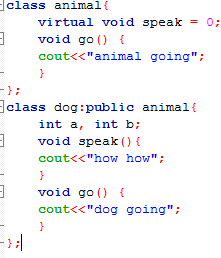 class animal{
virtual void speak = 0;
void go() {
cout<<"animal going";
}
};
class dog:public animal{
int a, int b;
void speak(){
cout<<"how how";
}
void go() {
cout<<"dog going";
}
};